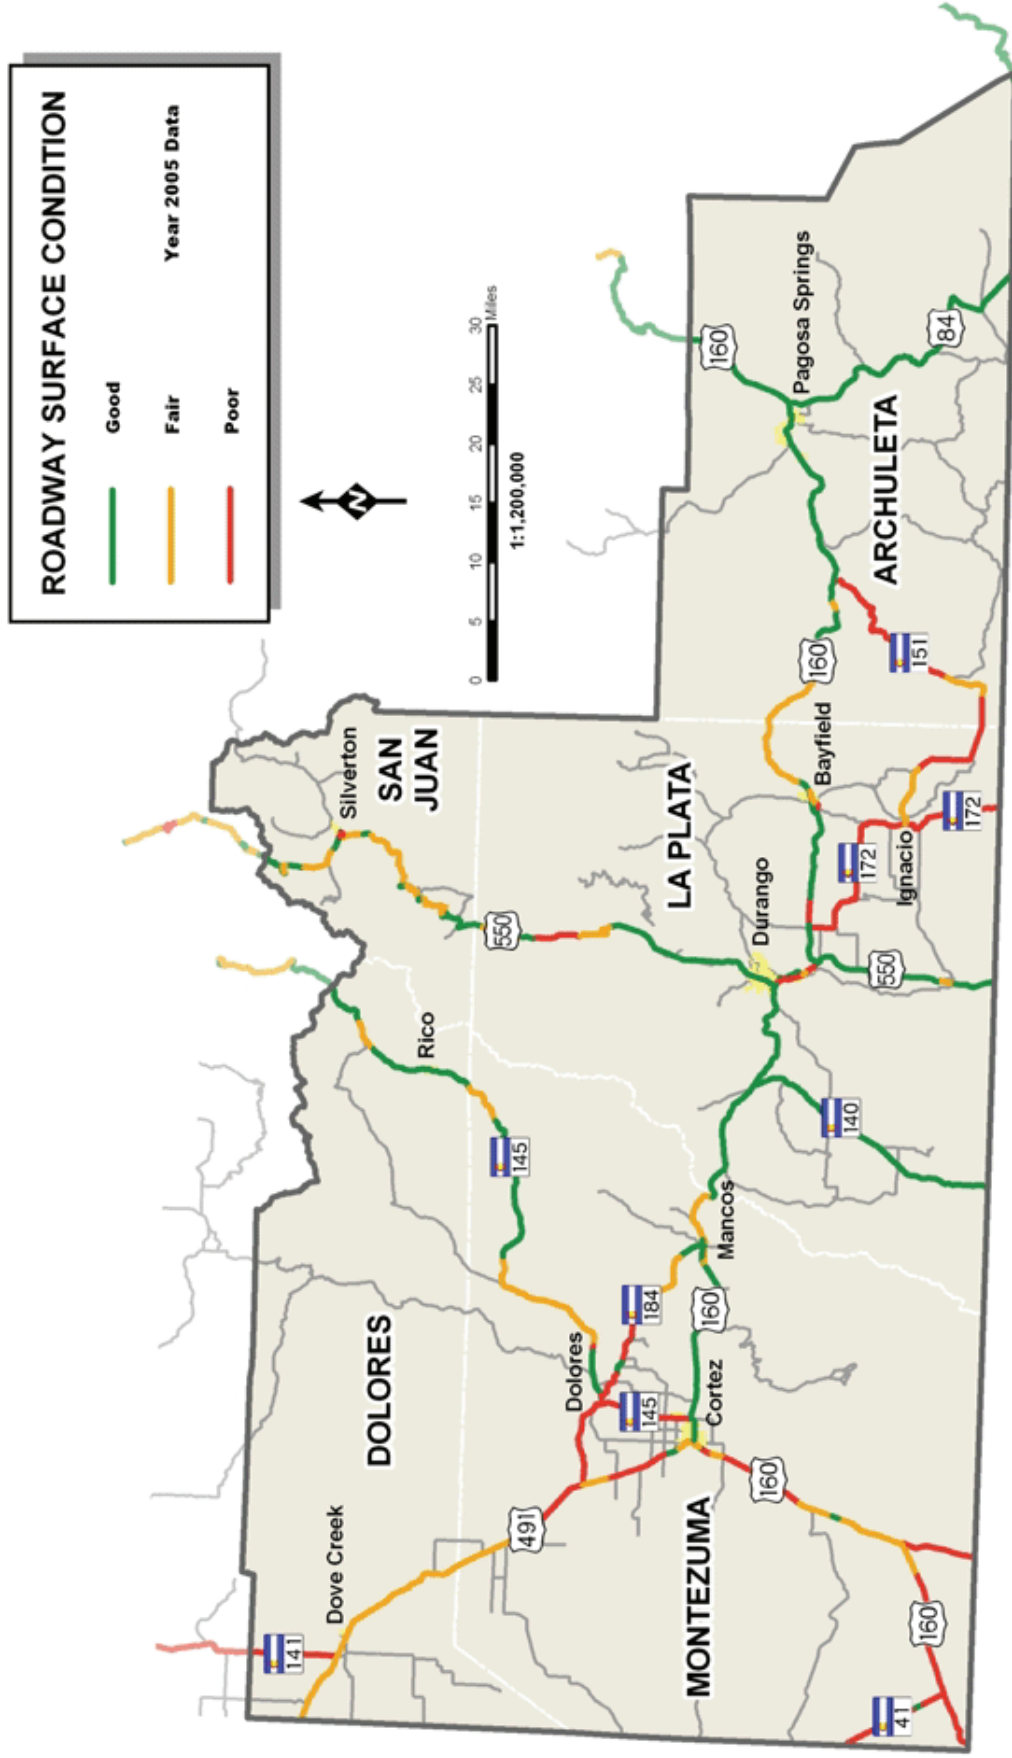 ROADWAY SURFACE CONDITION
Good
Fair
Year 2005 Data
Poor
N
0 5 10 15 20 25 30 Miles
1:1,200,000
141
Dove Creek
DOLORES
491
Rico
145
Silverton
SAN
JUAN
550
Dolores
184
145
Cortez
160
Mancos
MONTEZUMA
160
160
41
140
LA PLATA
Durango
550
172
Ignacio
172
Bayfield
160
151
ARCHULETA
160
Pagosa Springs
84